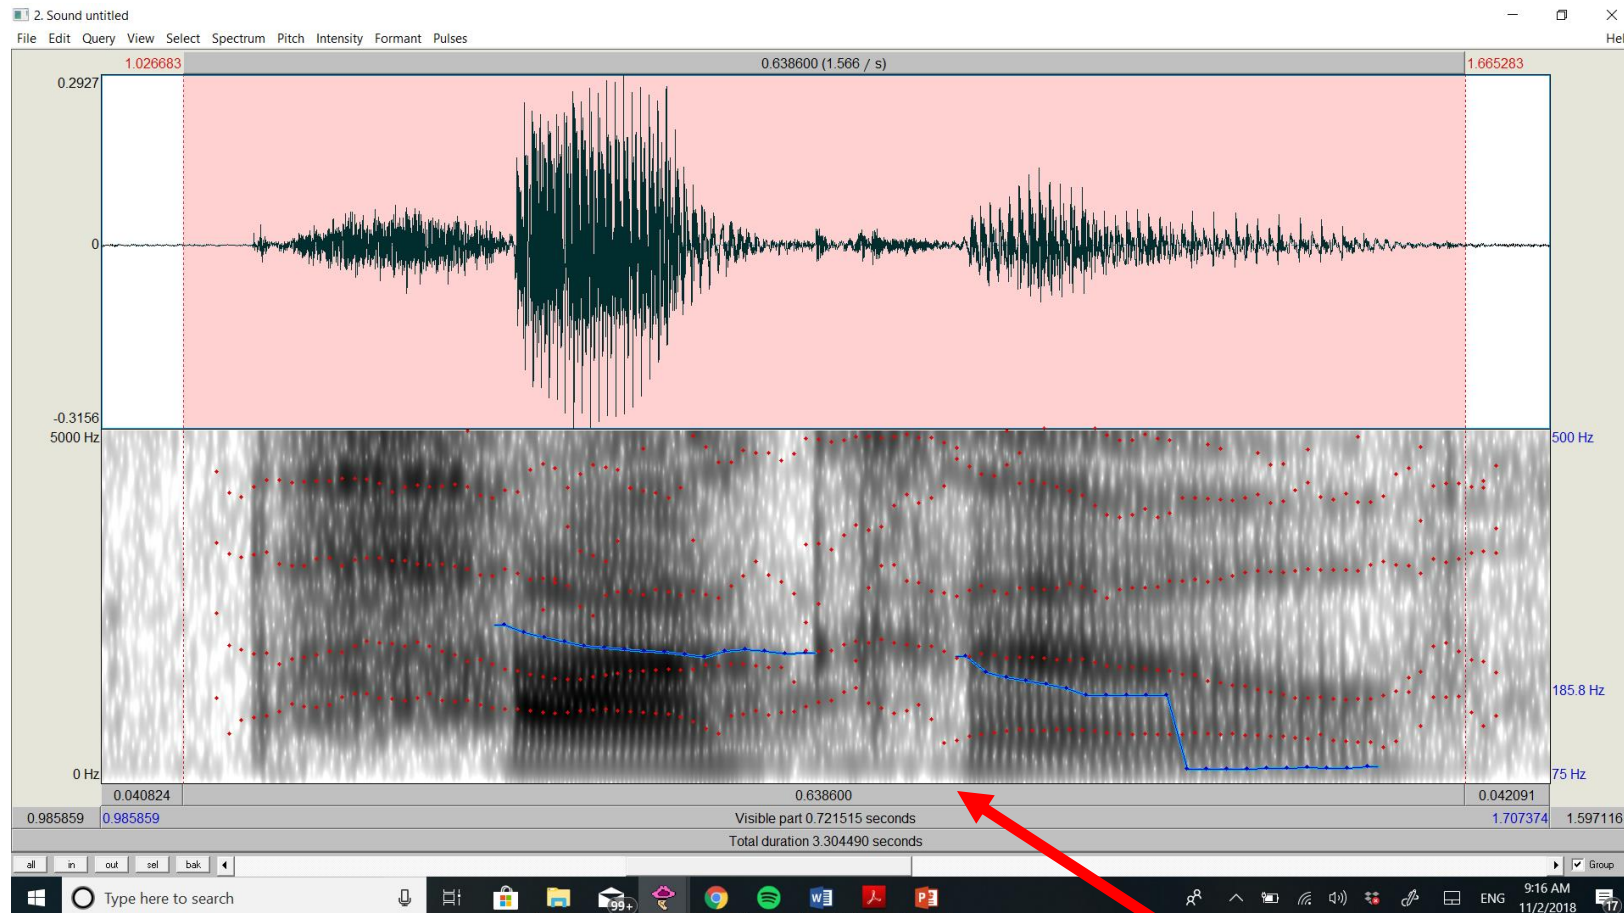 2. Sound untitled
File Edit Query View Select Spectrum Pitch Intensity Formant Pulses Hel
1.026683 0.638600 (1.566 / s) 1.665283
0.2927
0
-0.3156
5000 Hz 500 Hz
185.8 Hz
0 Hz 75 Hz
0.040824 0.638600 0.042091
0.985859 0.985859 Visible part 0.721515 seconds 1.707374 1.597116
Total duration 3.304490 seconds
all in out sel bak Group
Type here to search 99+ ENG 9:16 AM
11/2/2018 17